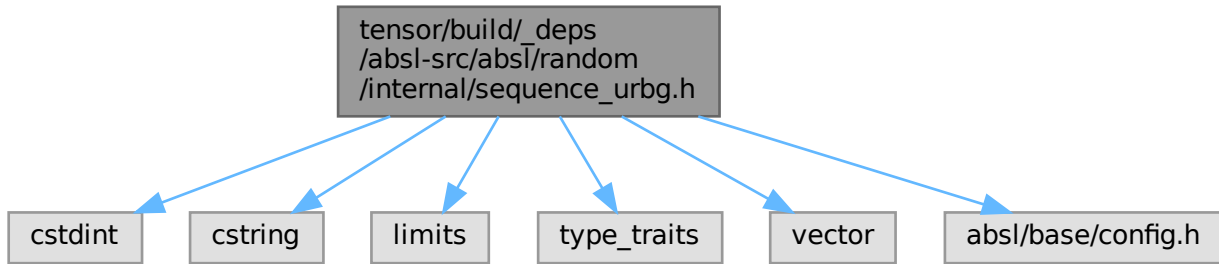 tensor/build/_deps
/absl-src/absl/random
/internal/sequence_urbg.h
cstdint
cstring
limits
type_traits
vector
absl/base/config.h